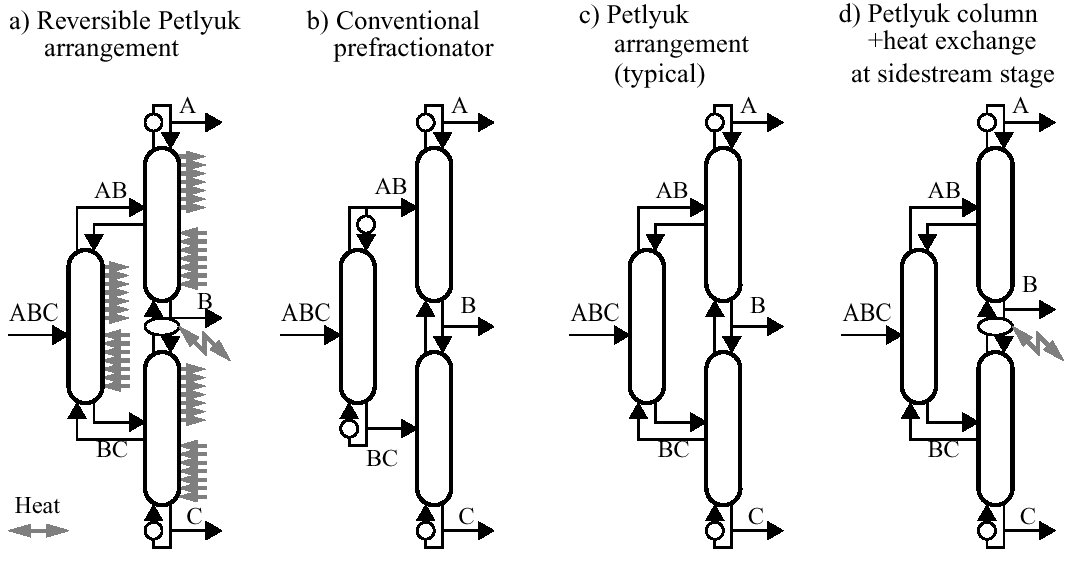 a) Reversible Petlyuk
arrangement
b) Conventional
prefractionator
c) Petlyuk
arrangement
(typical)
d) Petlyuk column
+heat exchange
at sidestream stage
A
AB
ABC
B
BC
C
Heat
A
AB
ABC
B
BC
C
A
AB
ABC
B
BC
C
A
AB
ABC
B
BC
C